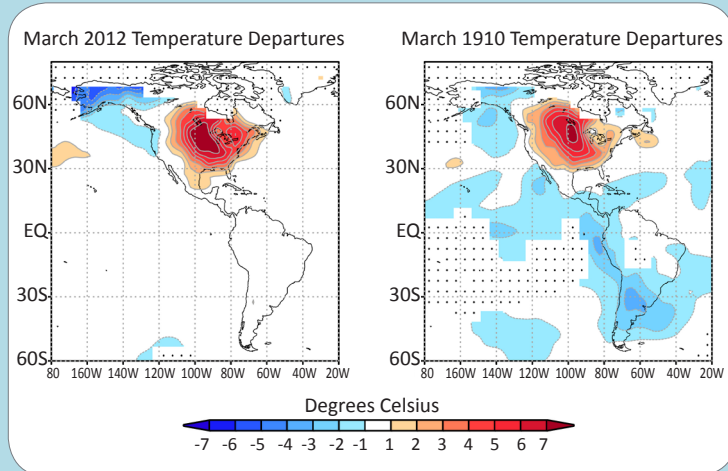 March 2012 Temperature Departures
March 1910 Temperature Departures
60N
30N
EQ
30S
60S
80 160W 140W 120W 100W 80W 60W 40W 20W
60N
30N
EQ
30S
60S
80 160W 140W 120W 100W 80W 60W 40W 20W
Degrees Celsius
-7 -6 -5 -4 -3 -2 -1 1 2 3 4 5 6 7